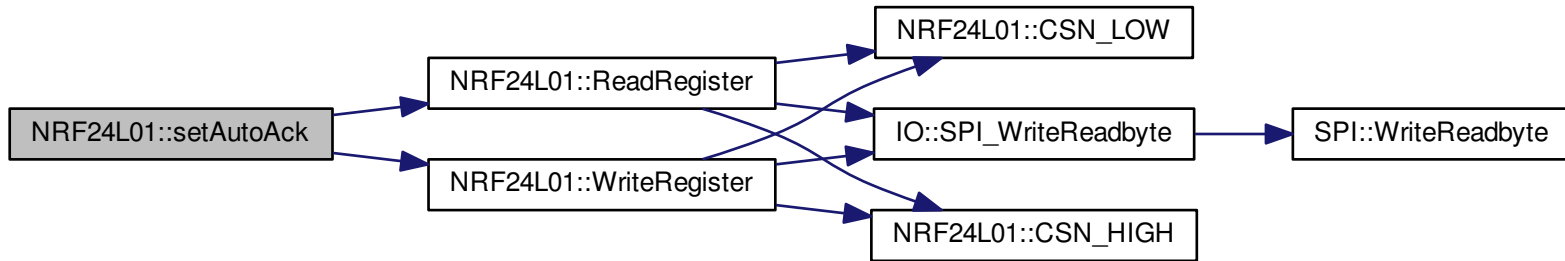 NRF24L01::setAutoAck
NRF24L01::ReadRegister
NRF24L01::WriteRegister
NRF24L01::CSN_LOW
IO::SPI_WriteReadbyte
NRF24L01::CSN_HIGH
SPI::WriteReadbyte